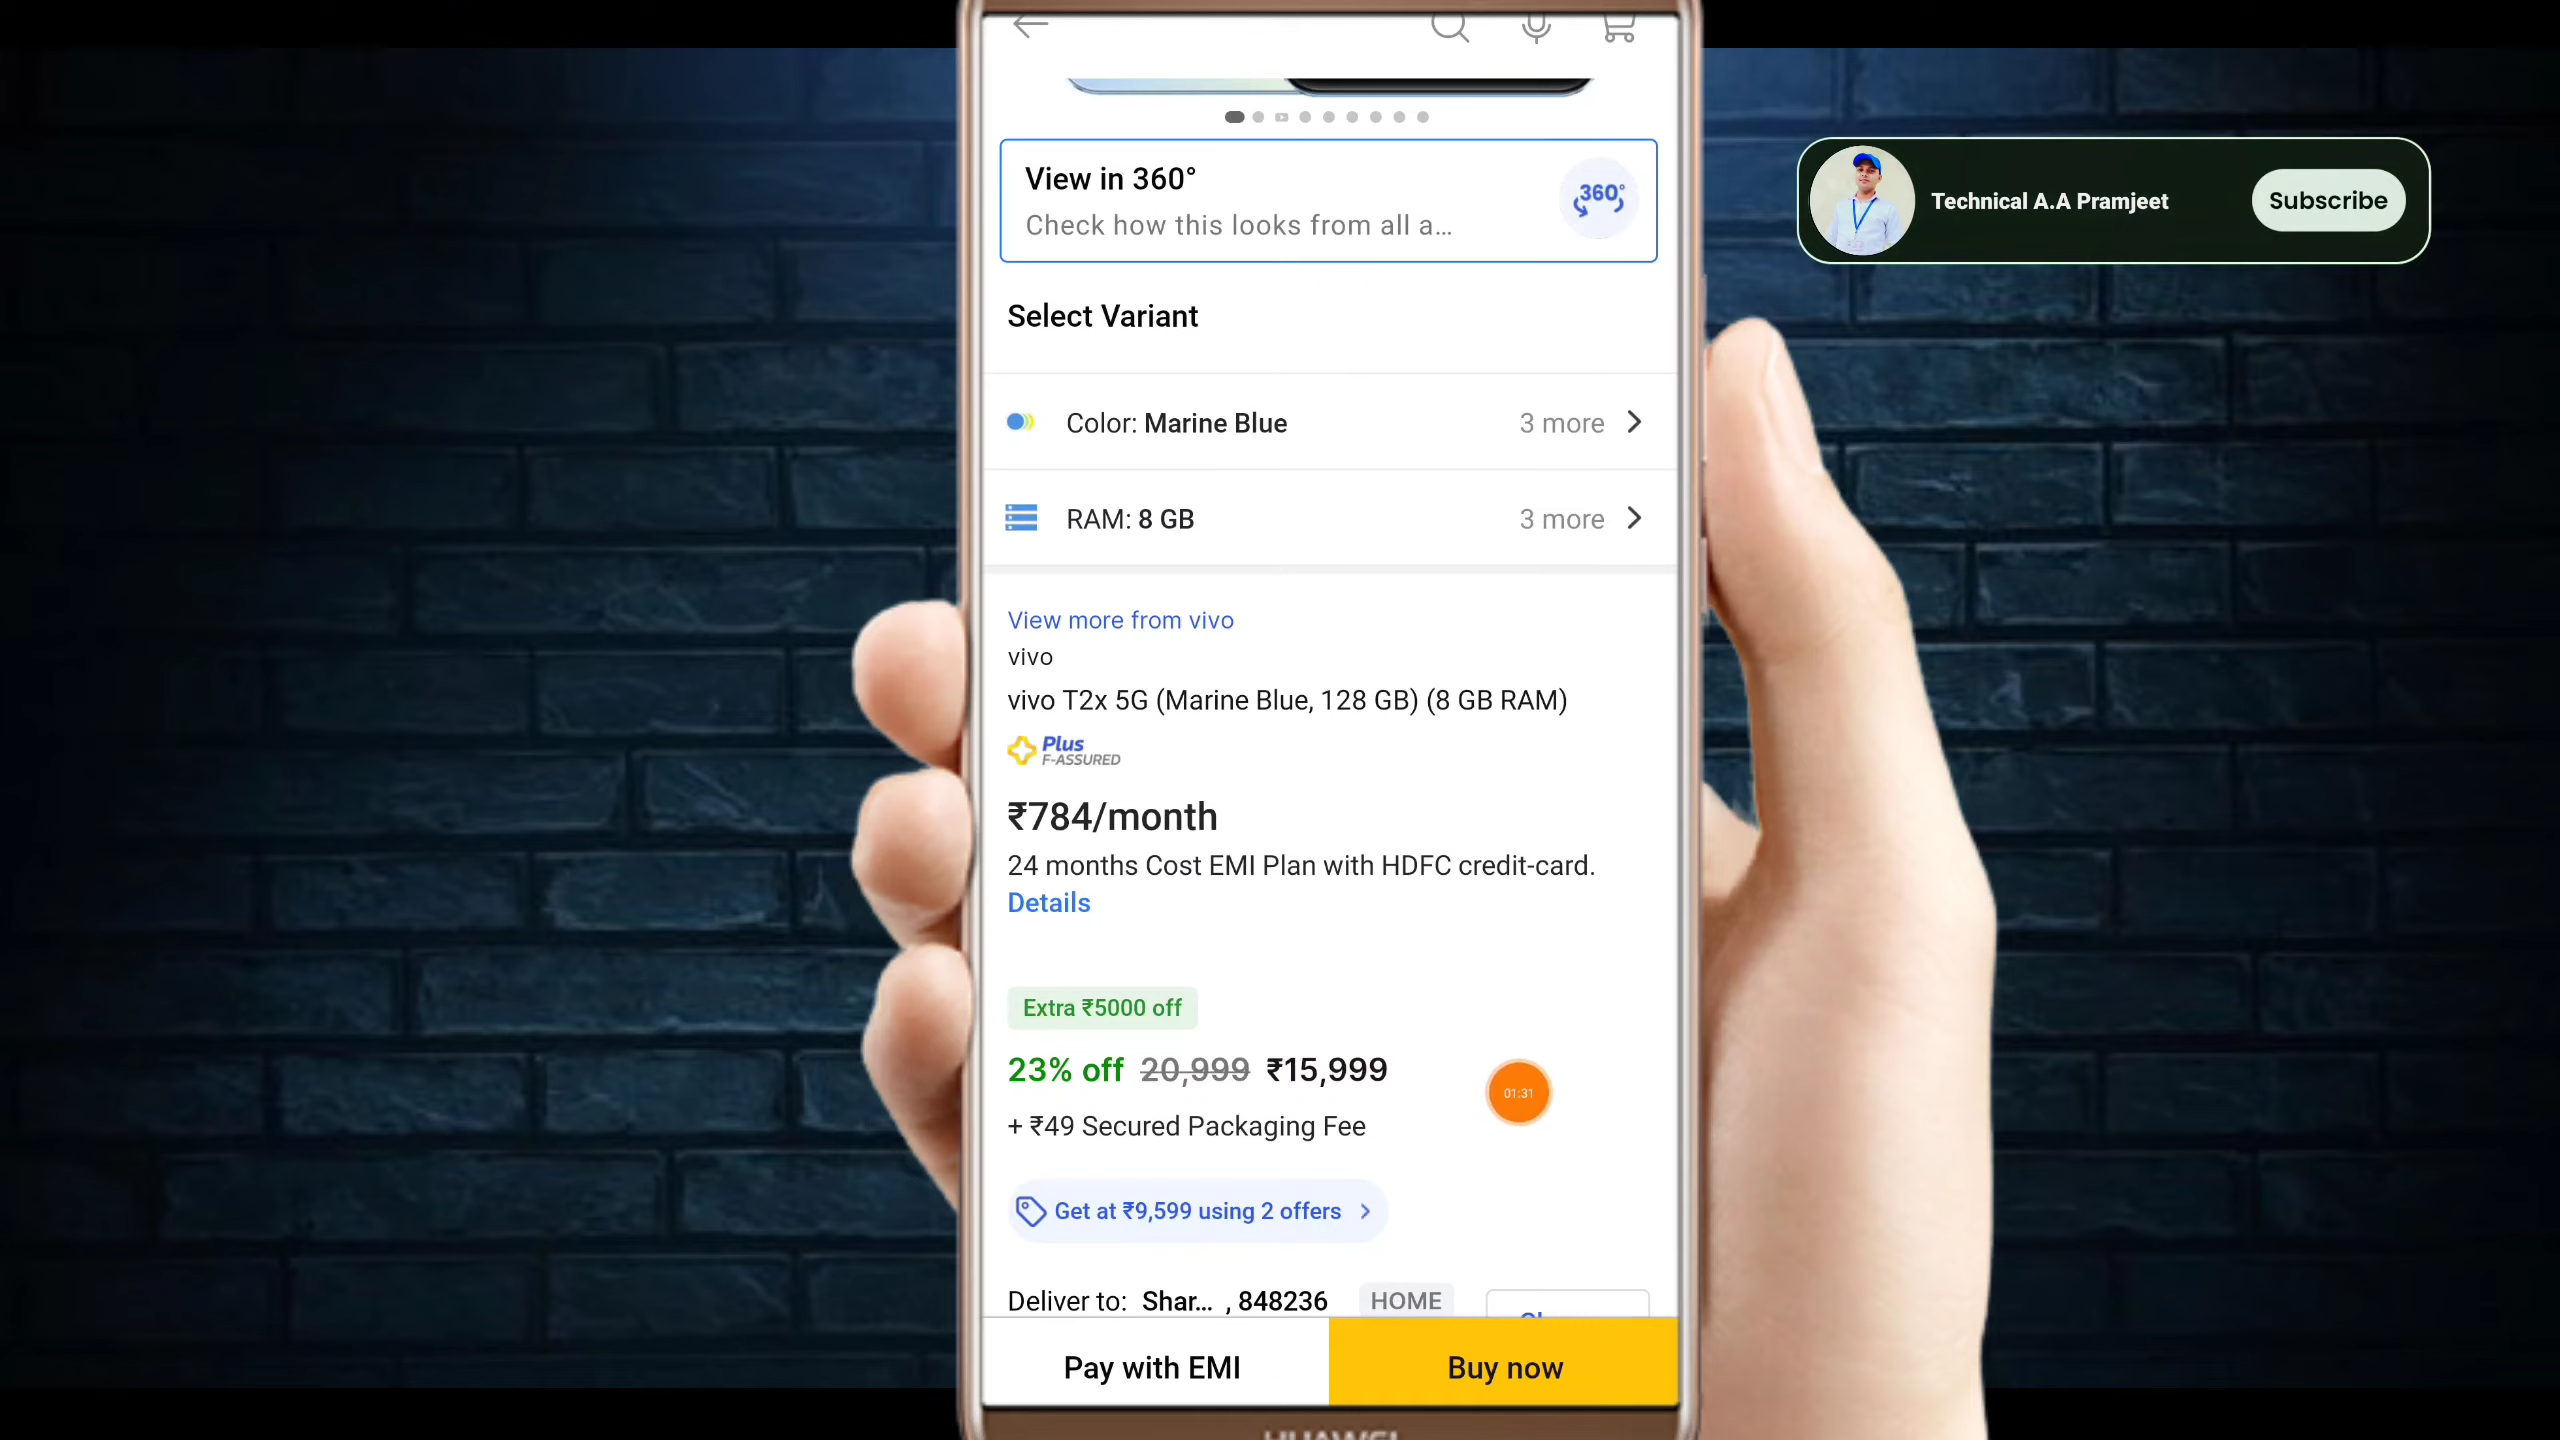 View in 360°
360°
Check how this looks from all a...
Technical A.A Pramjeet
Subscribe
Select Variant
Color: Marine Blue
3 more
RAM: 8 GB
3 more
View more from vivo
vivo
vivo T2x 5G (Marine Blue, 128 GB) (8 GB RAM)
Plus
F-ASSURED
₹784/month
24 months Cost EMI Plan with HDFC credit-card.
Details
Extra ₹5000 off
23% off 20,999 ₹15,999
01:31
+ ₹49 Secured Packaging Fee
Get at ₹9,599 using 2 offers
Deliver to: Shar... , 848236
HOME
Pay with EMI
Buy now
HUAWEI